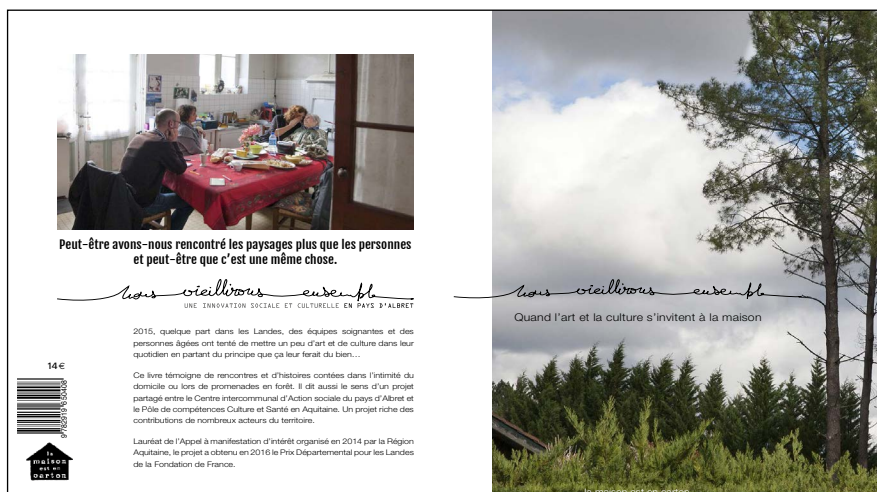 Peut-être avons-nous rencontré les paysages plus que les personnes
et peut-être que c'est une même chose.
nous vieillirons ensemble
UNE INNOVATION SOCIALE ET CULTURELLE EN PAYS D'ALBRET
2015, quelque part dans les Landes, des équipes soignantes et des
personnes âgées ont tenté de mettre un peu d'art et de culture dans leur
quotidien en partant du principe que ça leur ferait du bien...
Ce livre témoigne de rencontres et d'histoires contées dans l'intimité du
domicile ou lors de promenades en forêt. Il dit aussi le sens d'un projet
partagé entre le Centre intercommunal d'Action sociale du pays d'Albret et
le Pôle de compétences Culture et Santé en Aquitaine. Un projet riche des
contributions de nombreux acteurs du territoire.
Lauréat de l'Appel à manifestation d'intérêt organisé en 2014 par la Région
Aquitaine, le projet a obtenu en 2016 le Prix Départemental pour les Landes
de la Fondation de France.
14 €
9 782919 650408
la
maison
est en
carton
nous vieillirons ensemble
Quand l'art et la culture s'invitent à la maison
la maison est en carton